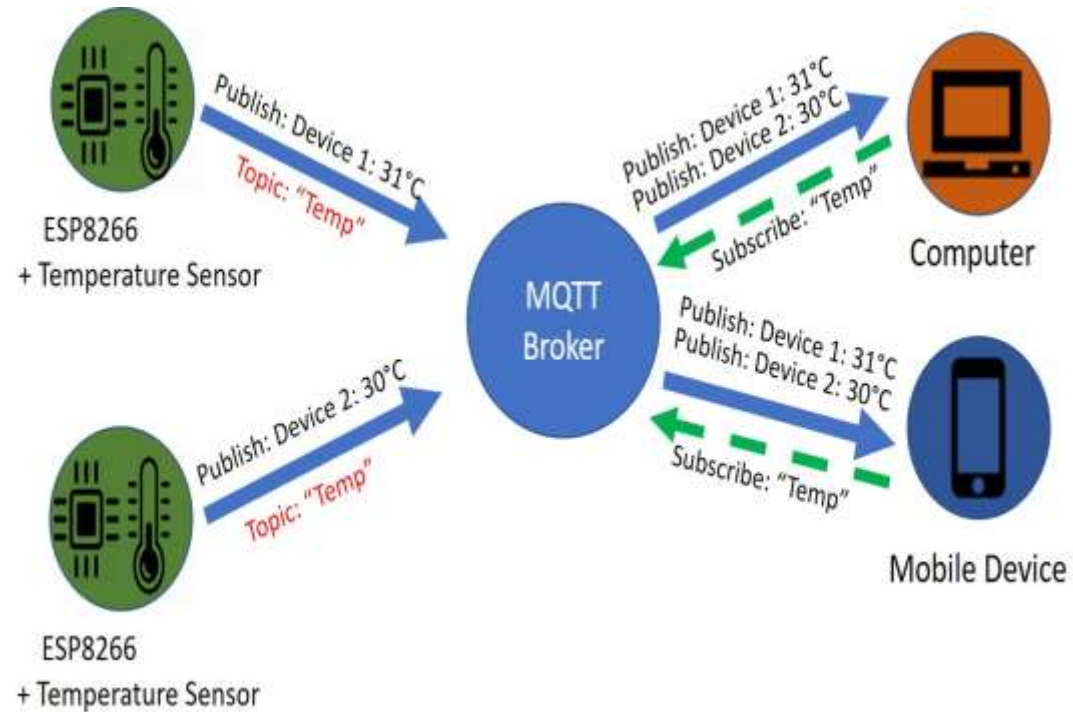 Publish: Device 1: 31°C
Topic: “Temp”
ESP8266
+ Temperature Sensor
Publish: Device 2: 30°C
Topic: “Temp”
ESP8266
+ Temperature Sensor
MQTT
Broker
Publish: Device 1: 31°C
Publish: Device 2: 30°C
Subscribe: “Temp”
Computer
Publish: Device 1: 31°C
Publish: Device 2: 30°C
Subscribe: “Temp”
Mobile Device